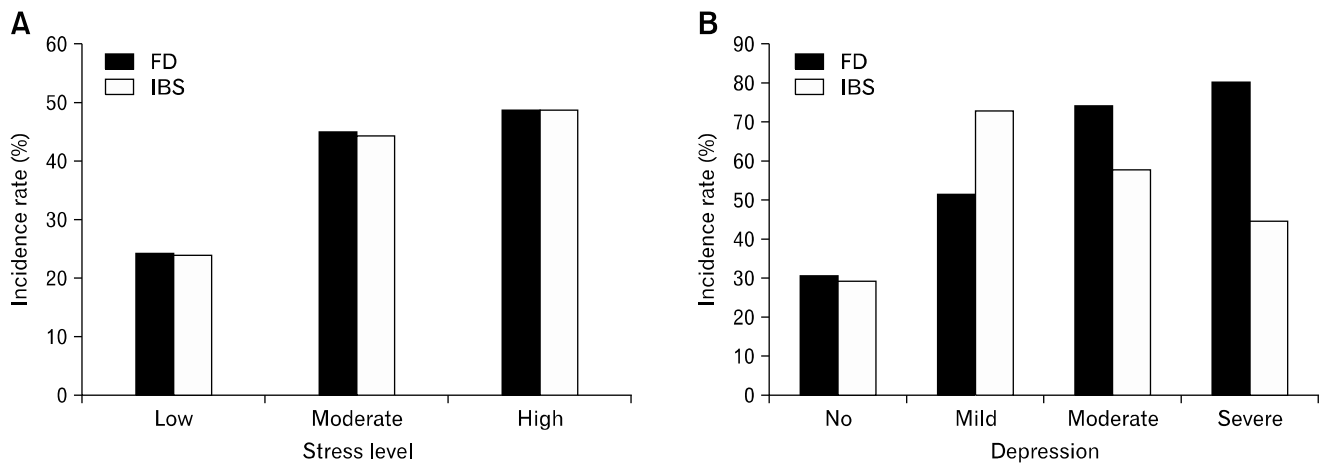 A
60
50
40
30
20
10
0
Incidence rate (%)
FD
IBS
Low Moderate High
Stress level
B
90
80
70
60
50
40
30
20
10
0
Incidence rate (%)
FD
IBS
No Mild Moderate Severe
Depression